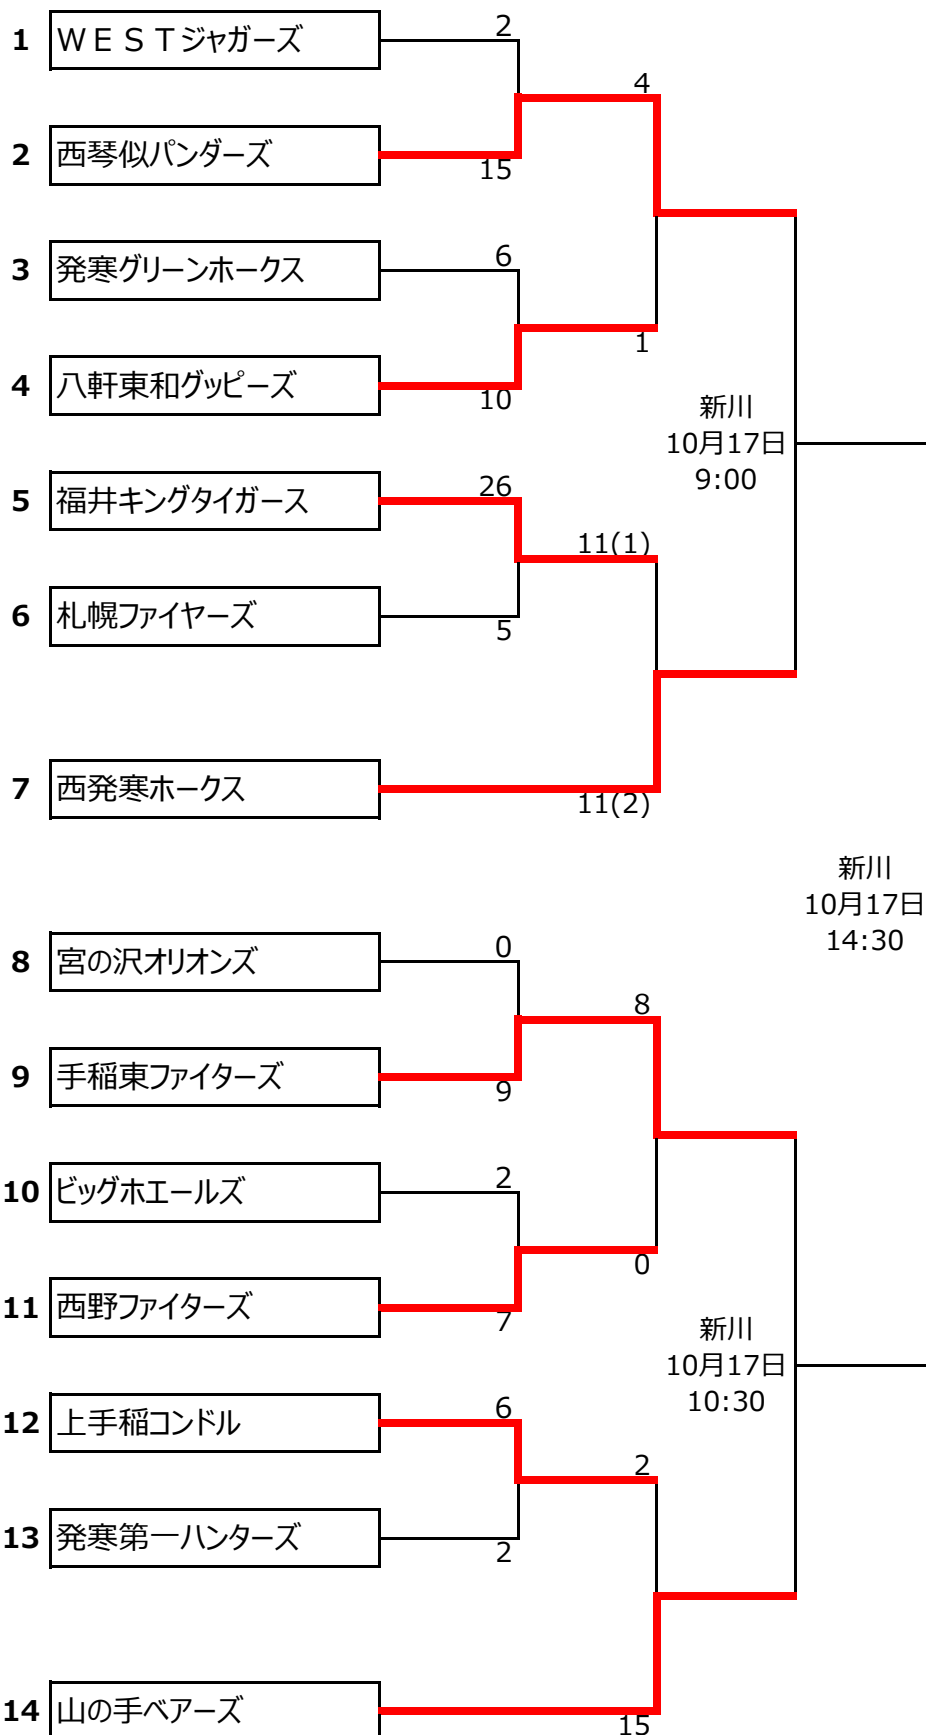 1 ＷＥＳＴジャガーズ 2
4
2 西琴似パンダーズ 15
3 発寒グリーンホークス 6
1
4 八軒東和グッピーズ 10
新川
10月17日
9:00
5 福井キングタイガース 26
11(1)
6 札幌ファイヤーズ 5
7 西発寒ホークス 11(2)
新川
10月17日
14:30
8 宮の沢オリオンズ 0
8
9 手稲東ファイターズ 9
10 ビッグホエールズ 2
0
11 西野ファイターズ 7
新川
10月17日
10:30
12 上手稲コンドル 6
2
13 発寒第一ハンターズ 2
14 山の手ベアーズ 15